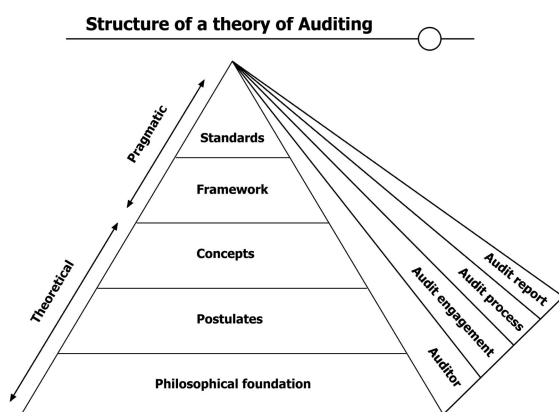 Structure of a theory of Auditing
Pragmatic
Theoretical
Standards
Framework
Concepts
Postulates
Philosophical foundation
Auditor
Audit engagement
Audit process
Audit report